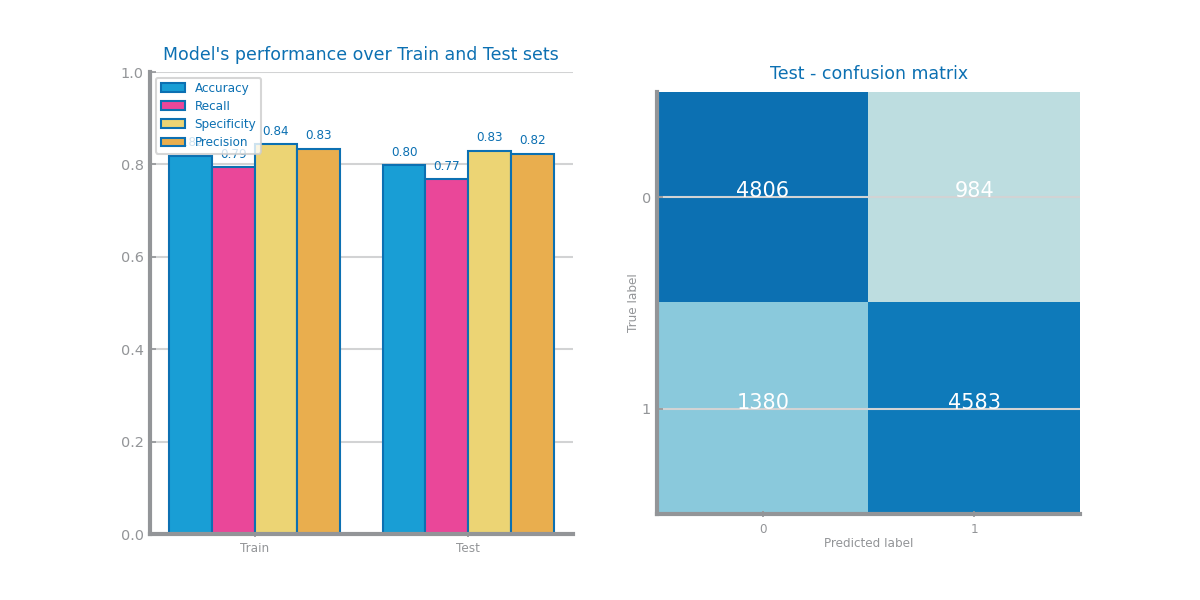 Model's performance over Train and Test sets
1.0
0.8
0.6
0.4
0.2
0.0
Accuracy
Recall
Specificity
Precision
0.79
0.84
0.83
0.80
0.77
0.83
0.82
Train
Test
Test - confusion matrix
True label
0
1
4806
984
1380
4583
0
1
Predicted label